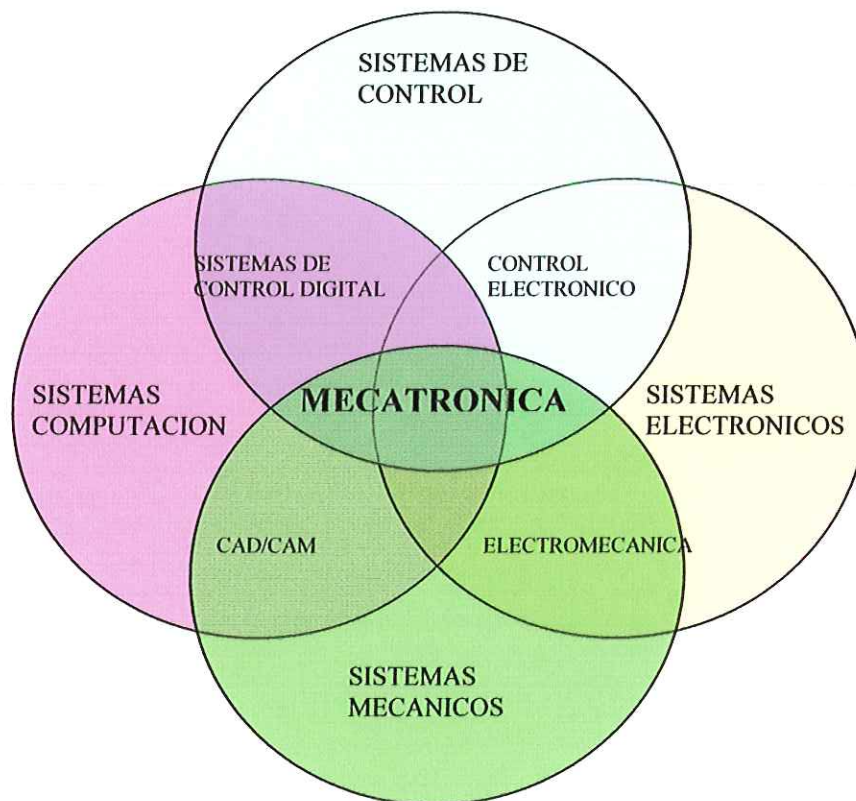 SISTEMAS DE
CONTROL
SISTEMAS DE
CONTROL DIGITAL
CONTROL
ELECTRONICO
SISTEMAS
COMPUTACION
MECATRONICA
SISTEMAS
ELECTRONICOS
CAD/CAM
ELECTROMECANICA
SISTEMAS
MECANICOS